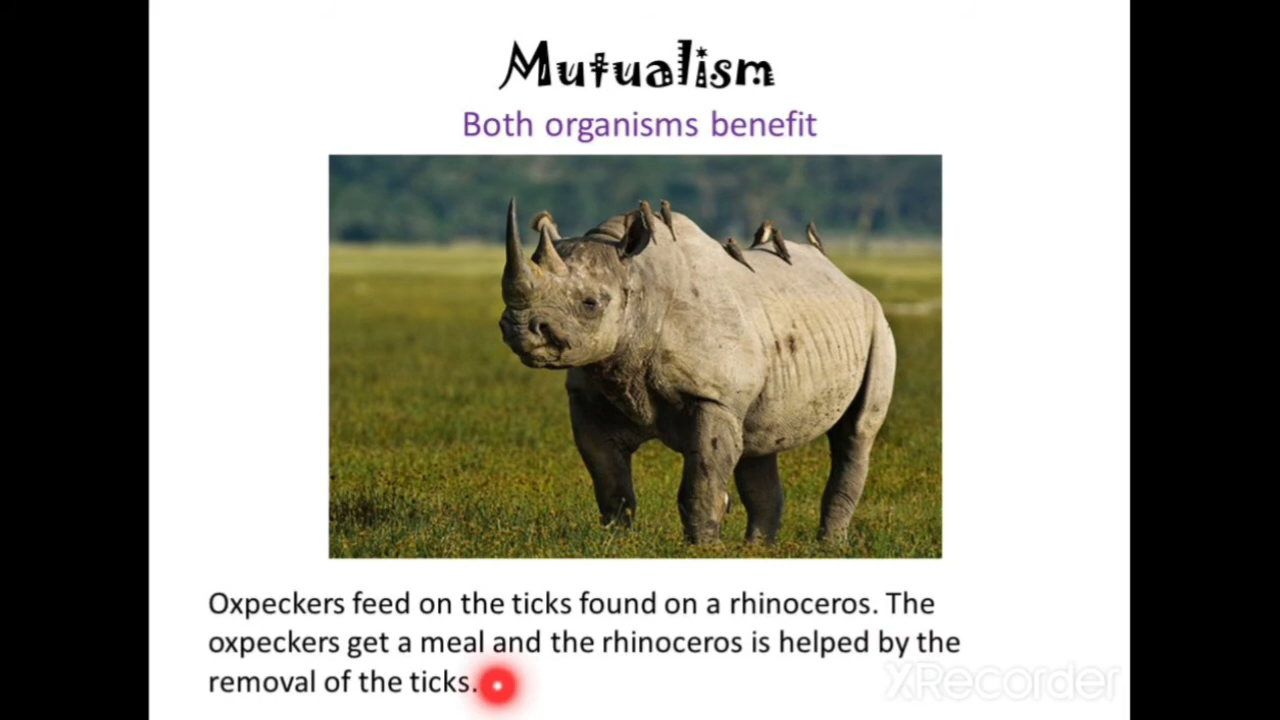 Mutualism
Both organisms benefit
Oxpeckers feed on the ticks found on a rhinoceros. The
oxpeckers get a meal and the rhinoceros is helped by the
removal of the ticks.
XRecorder